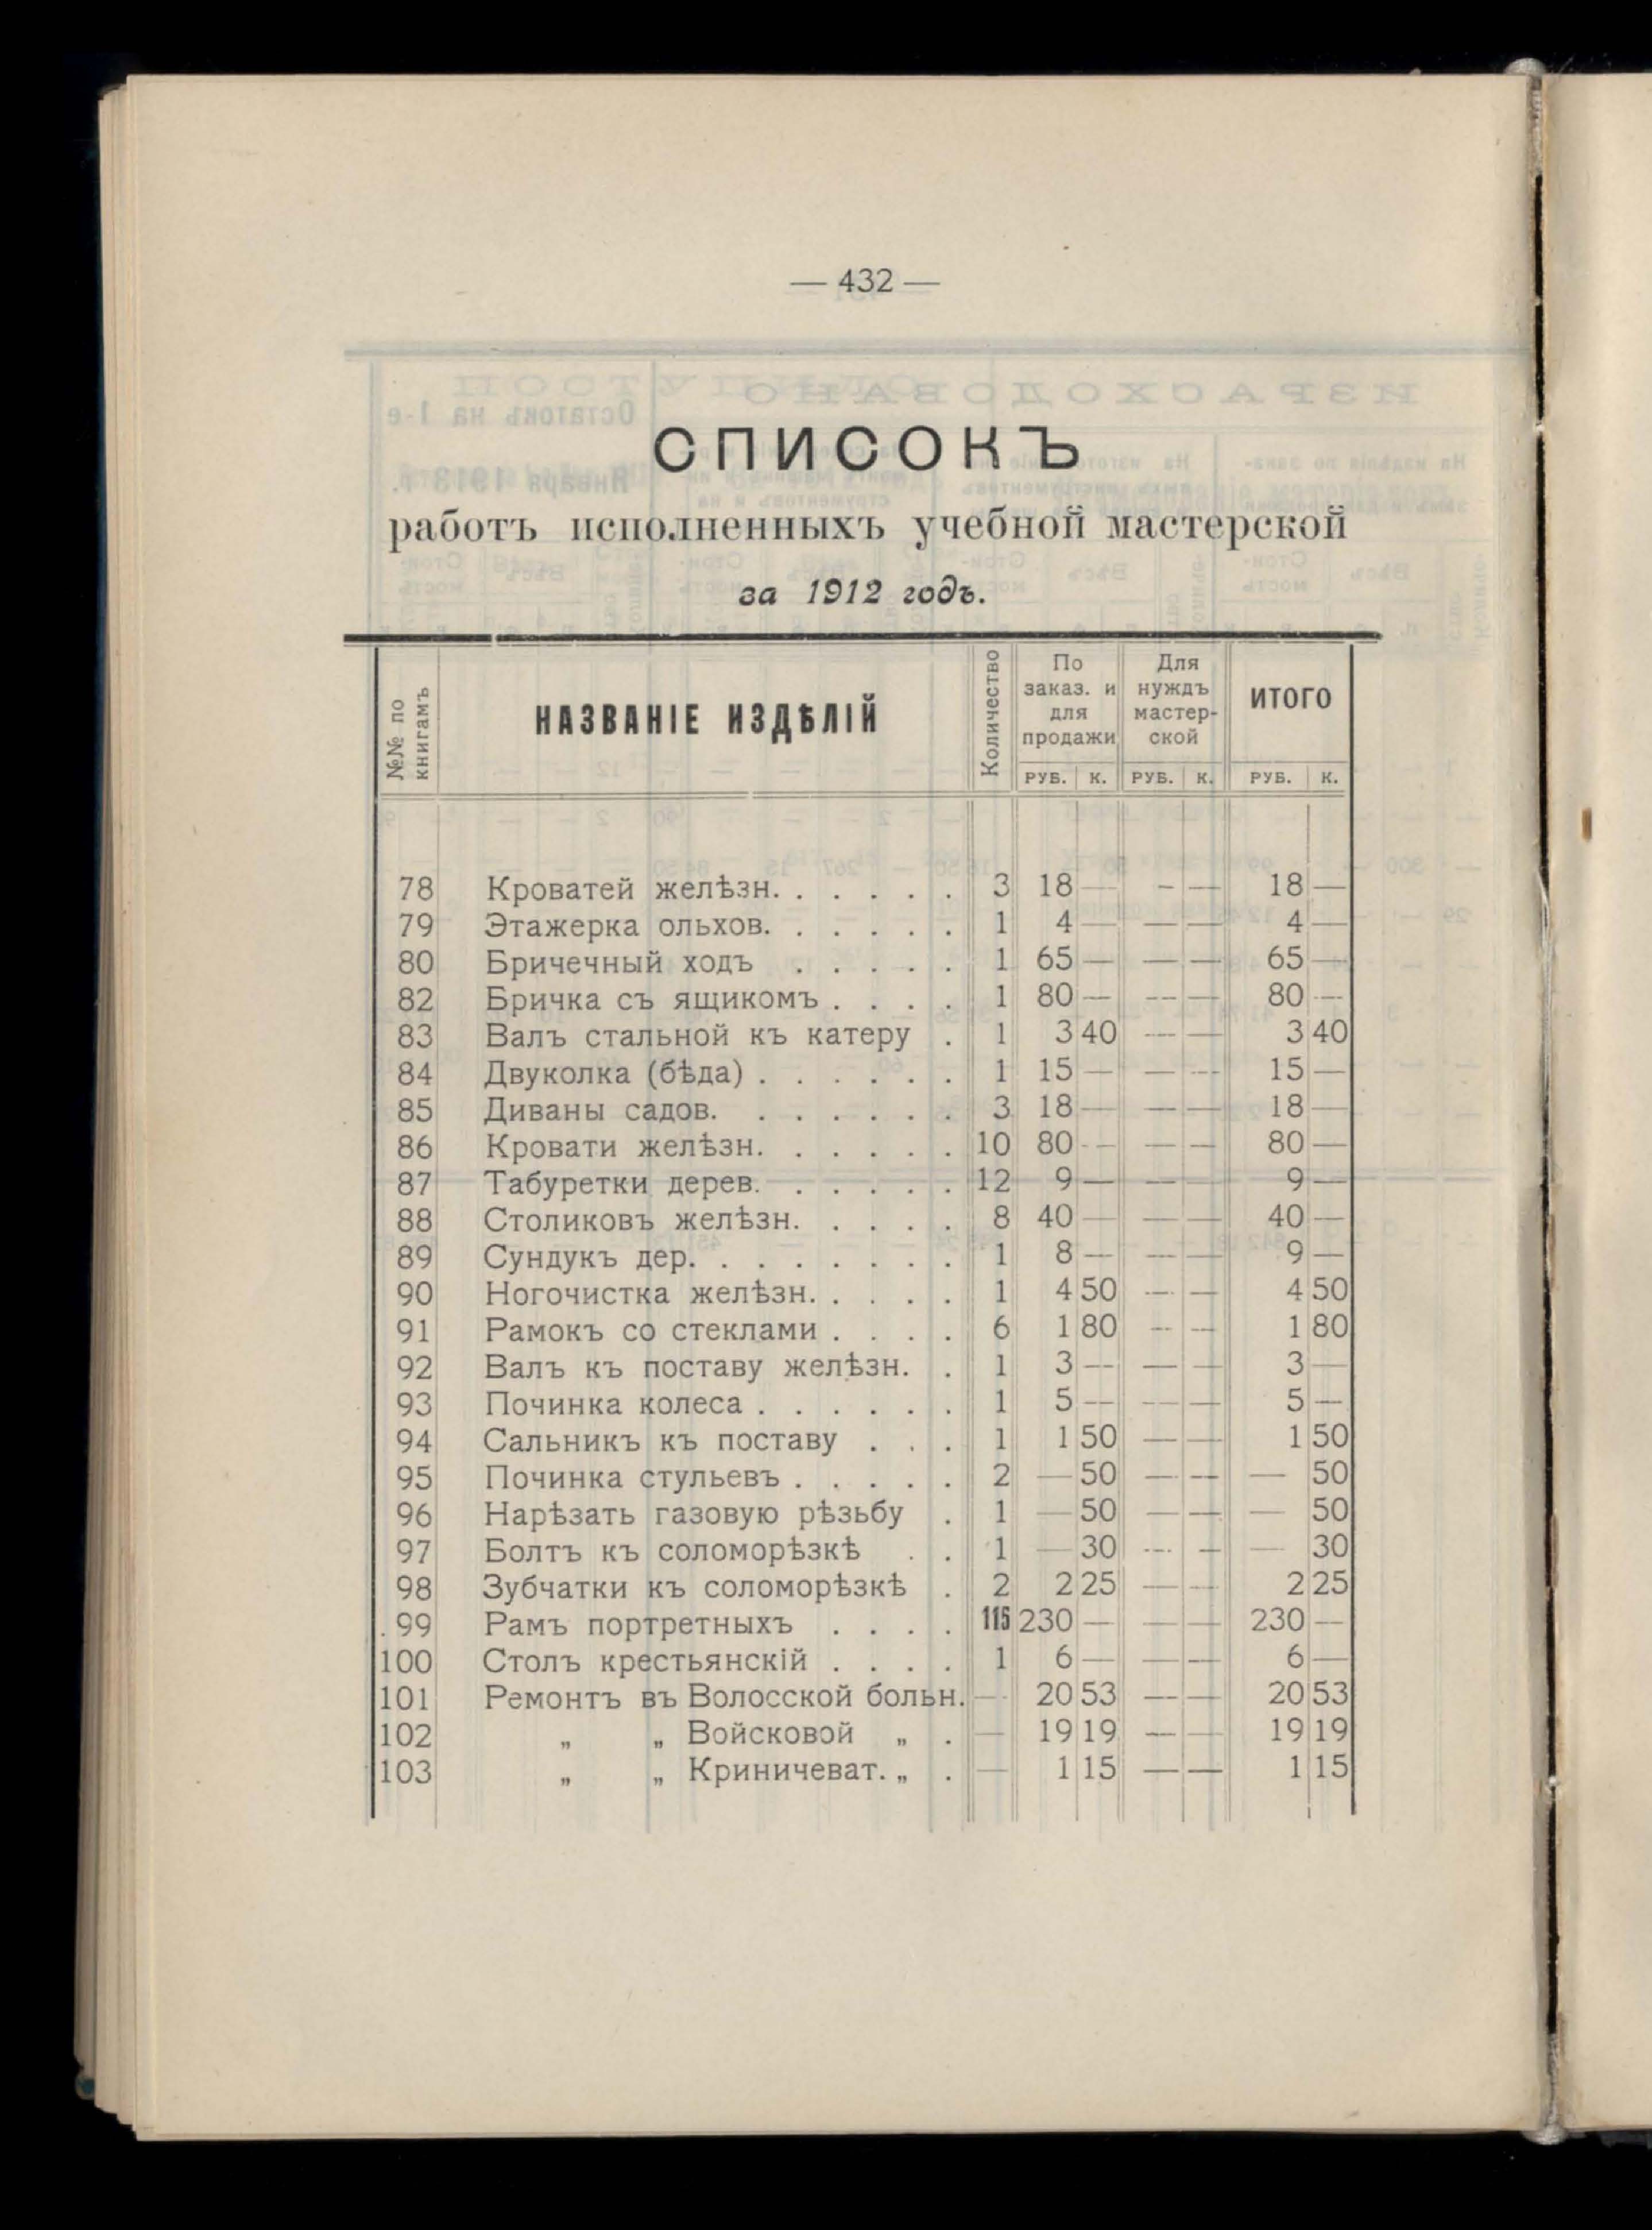 — 432 —
СПИСОКЪ
работъ исполненныхъ учебной мастерской
за 1912 годъ.
№№ по книгамъ
НАЗВАНІЕ ИЗДѢЛІЙ
Количество
По заказ. и для продажи
Для нуждъ мастер-ской
ИТОГО
РУБ. К. РУБ. К. РУБ. К.
78 Кроватей желѣзн. . . . . . 3 18 — — — 18 —
79 Этажерка ольхов. . . . . . 1 4 — — — 4 —
80 Бричечный ходъ . . . . . 1 65 — — — 65 —
82 Бричка съ ящикомъ . . . . 1 80 — — — 80 —
83 Валъ стальной къ катеру . 1 3 40 — — 3 40
84 Двуколка (бѣда) . . . . . . 1 15 — — — 15 —
85 Диваны садов. . . . . . . 3 18 — — — 18 —
86 Кровати желѣзн. . . . . . 10 80 — — — 80 —
87 Табуретки дерев. . . . . . 12 9 — — — 9 —
88 Столиковъ желѣзн. . . . . 8 40 — — — 40 —
89 Сундукъ дер. . . . . . . . 1 8 — — — 9 —
90 Ногочистка желѣзн. . . . . 1 4 50 — — 4 50
91 Рамокъ со стеклами . . . . 6 1 80 — — 1 80
92 Валъ къ поставу желѣзн. . 1 3 — — — 3 —
93 Починка колеса . . . . . . 1 5 — — — 5 —
94 Сальникъ къ поставу . . . 1 1 50 — — 1 50
95 Починка стульевъ . . . . . 2 — 50 — — — 50
96 Нарѣзать газовую рѣзьбу . 1 — 50 — — — 50
97 Болтъ къ соломорѣзкѣ . . 1 — 30 — — — 30
98 Зубчатки къ соломорѣзкѣ . 2 2 25 — — 2 25
99 Рамъ портретныхъ . . . . 115 230 — — — 230 —
100 Столъ крестьянскій . . . . 1 6 — — — 6 —
101 Ремонтъ въ Волосской больн. — 20 53 — — 20 53
102 „ „ Войсковой „ . — 19 19 — — 19 19
103 „ „ Криничеват. „ . — 1 15 — — 1 15